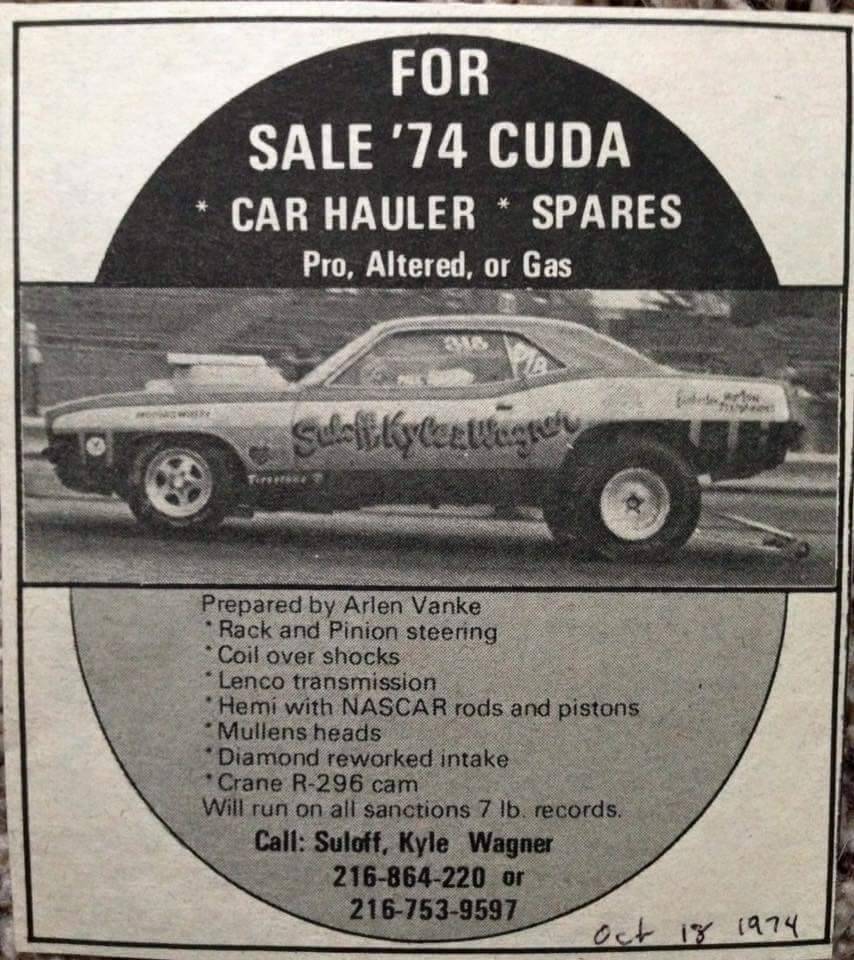 FOR
SALE '74 CUDA
* CAR HAULER * SPARES
Pro, Altered, or Gas
Suloff, Kyle & Wagner
Firestone
Prepared by Arlen Vanke
* Rack and Pinion steering
* Coil over shocks
* Lenco transmission
* Hemi with NASCAR rods and pistons
* Mullens heads
* Diamond reworked intake
* Crane R-296 cam
Will run on all sanctions 7 lb. records.
Call: Suloff, Kyle Wagner
216-864-220 or
216-753-9597
Oct 18 1974